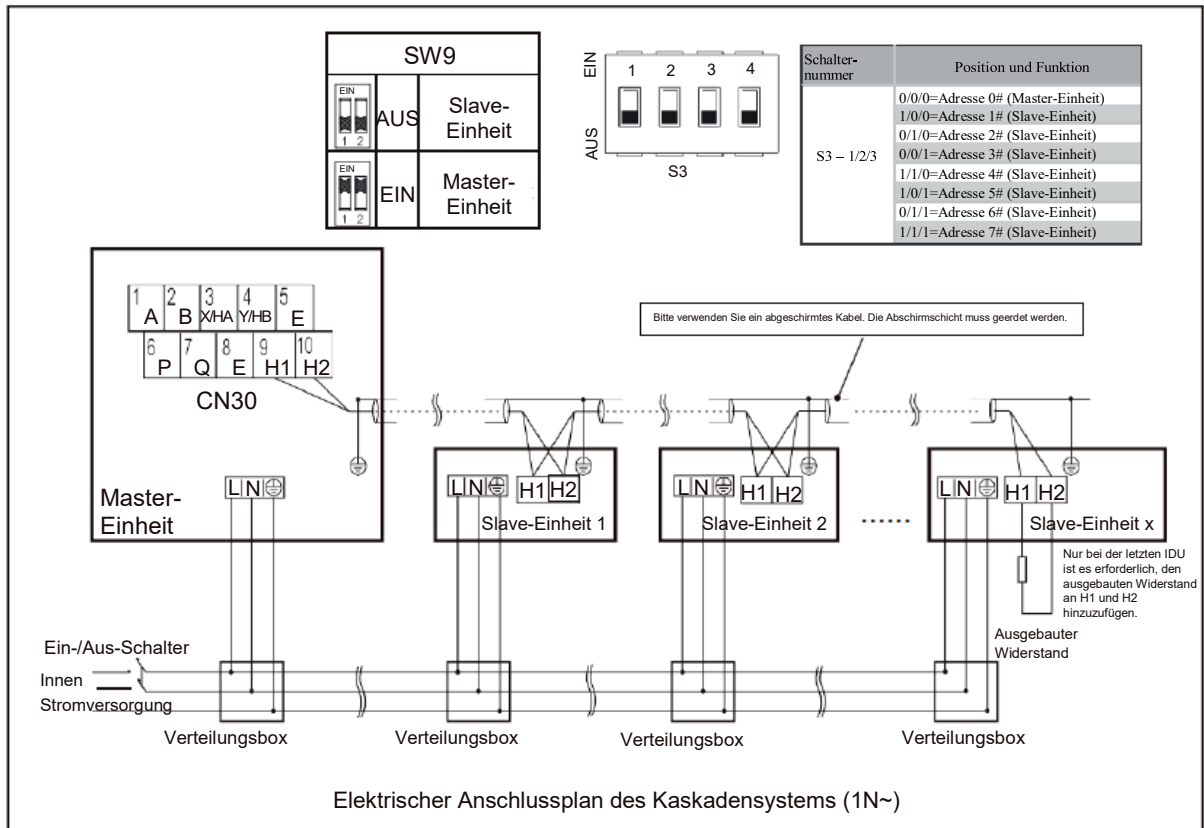 SW9
EIN
1 2
AUS
Slave-
Einheit
EIN
1 2
EIN
Master-
Einheit
EIN
AUS
1 2 3 4
S3
Schalter-
nummer
Position und Funktion
S3 – 1/2/3
0/0/0=Adresse 0# (Master-Einheit)
1/0/0=Adresse 1# (Slave-Einheit)
0/1/0=Adresse 2# (Slave-Einheit)
0/0/1=Adresse 3# (Slave-Einheit)
1/1/0=Adresse 4# (Slave-Einheit)
1/0/1=Adresse 5# (Slave-Einheit)
0/1/1=Adresse 6# (Slave-Einheit)
1/1/1=Adresse 7# (Slave-Einheit)
1 2 3 4 5
A B X/HA Y/HB E
6 7 8 9 10
P Q E H1 H2
CN30
Bitte verwenden Sie ein abgeschirmtes Kabel. Die Abschirmschicht muss geerdet werden.
L N
Master-
Einheit
L N H1 H2
Slave-Einheit 1
L N H1 H2
Slave-Einheit 2
......
L N H1 H2
Slave-Einheit x
Nur bei der letzten IDU
ist es erforderlich, den
ausgebauten Widerstand
an H1 und H2
hinzuzufügen.
Ausgebauter
Widerstand
Ein-/Aus-Schalter
Innen
Stromversorgung
Verteilungsbox
Verteilungsbox
Verteilungsbox
Verteilungsbox
Elektrischer Anschlussplan des Kaskadensystems (1N~)